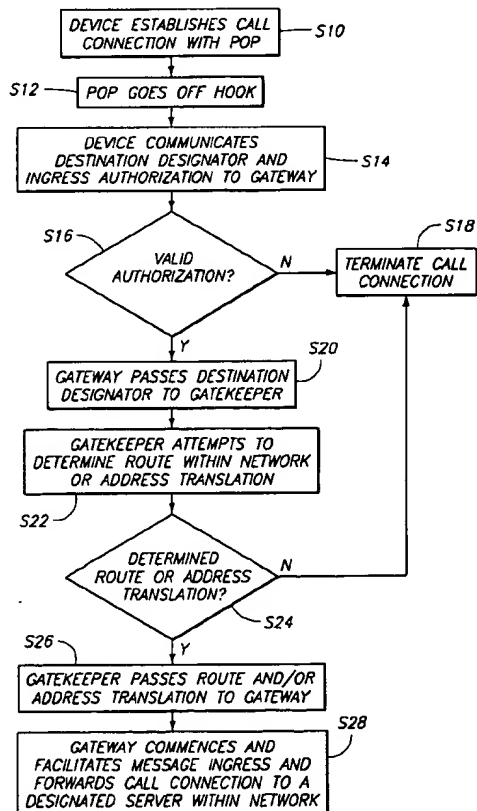 DEVICE ESTABLISHES CALL
CONNECTION WITH POP
S10
S12
POP GOES OFF HOOK
DEVICE COMMUNICATES
DESTINATION DESIGNATOR AND
INGRESS AUTHORIZATION TO GATEWAY
S14
S16
VALID
AUTHORIZATION?
N
S18
TERMINATE CALL
CONNECTION
Y
S20
GATEWAY PASSES DESTINATION
DESIGNATOR TO GATEKEEPER
GATEKEEPER ATTEMPTS TO
DETERMINE ROUTE WITHIN NETWORK
OR ADDRESS TRANSLATION
S22
DETERMINED
ROUTE OR ADDRESS
TRANSLATION?
N
S24
S26
Y
GATEKEEPER PASSES ROUTE AND/OR
ADDRESS TRANSLATION TO GATEWAY
S28
GATEWAY COMMENCES AND
FACILITATES MESSAGE INGRESS AND
FORWARDS CALL CONNECTION TO A
DESIGNATED SERVER WITHIN NETWORK